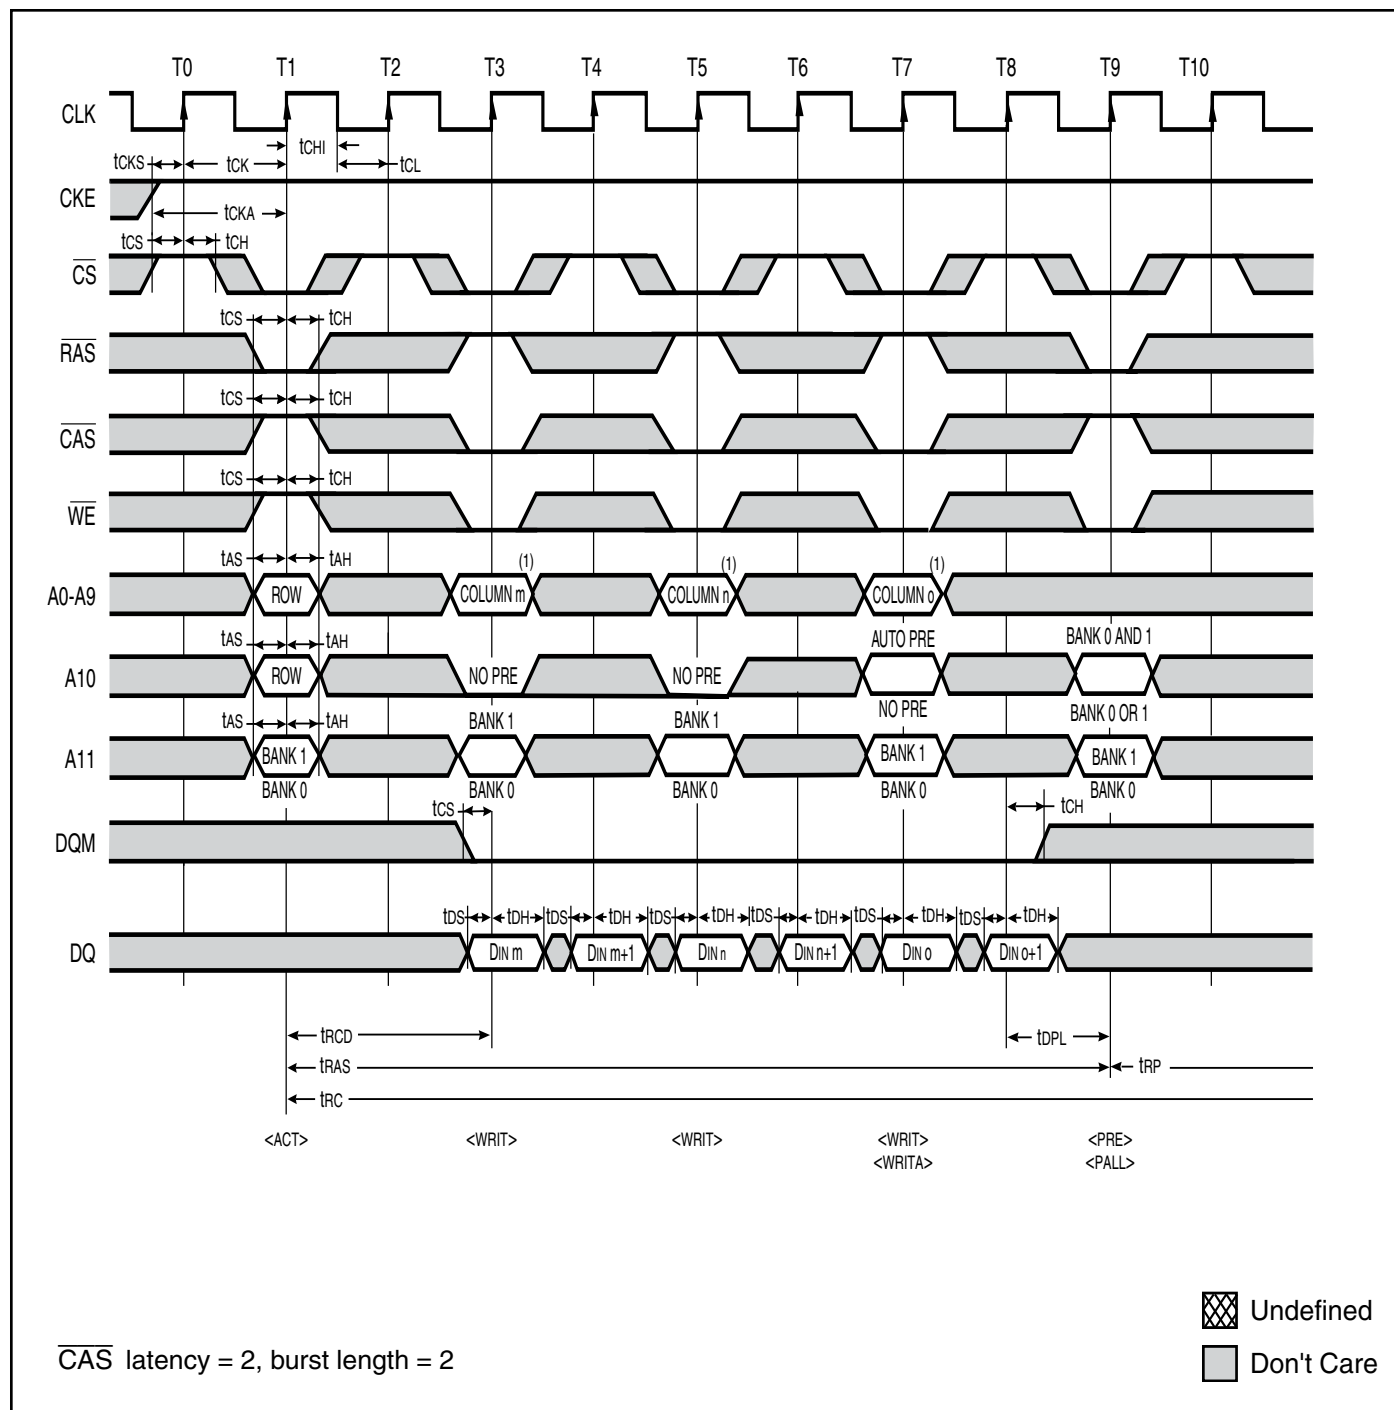 T0 T1 T2 T3 T4 T5 T6 T7 T8 T9 T10
CLK
tCHI
tCKS tCK tCL
CKE
tCKA
tCS tCH
CS
tCS tCH
RAS
tCS tCH
CAS
tCS tCH
WE
tAS tAH (1) (1) (1)
A0-A9 ROW COLUMN m COLUMN n COLUMN o
tAS tAH AUTO PRE BANK 0 AND 1
A10 ROW NO PRE NO PRE
NO PRE BANK 0 OR 1
tAS tAH BANK 1 BANK 1
A11 BANK 1 BANK 1 BANK 1
BANK 0 BANK 0 BANK 0 BANK 0 BANK 0
tCS tCH
DQM
tDS tDH tDS tDH tDS tDH tDS tDH tDS tDH tDS tDH
DQ DIN m DIN m+1 DIN n DIN n+1 DIN o DIN o+1
tRCD tDPL
tRAS tRP
tRC
<ACT> <WRIT> <WRIT> <WRIT> <PRE>
<WRITA> <PALL>
Undefined
CAS latency = 2, burst length = 2
Don't Care